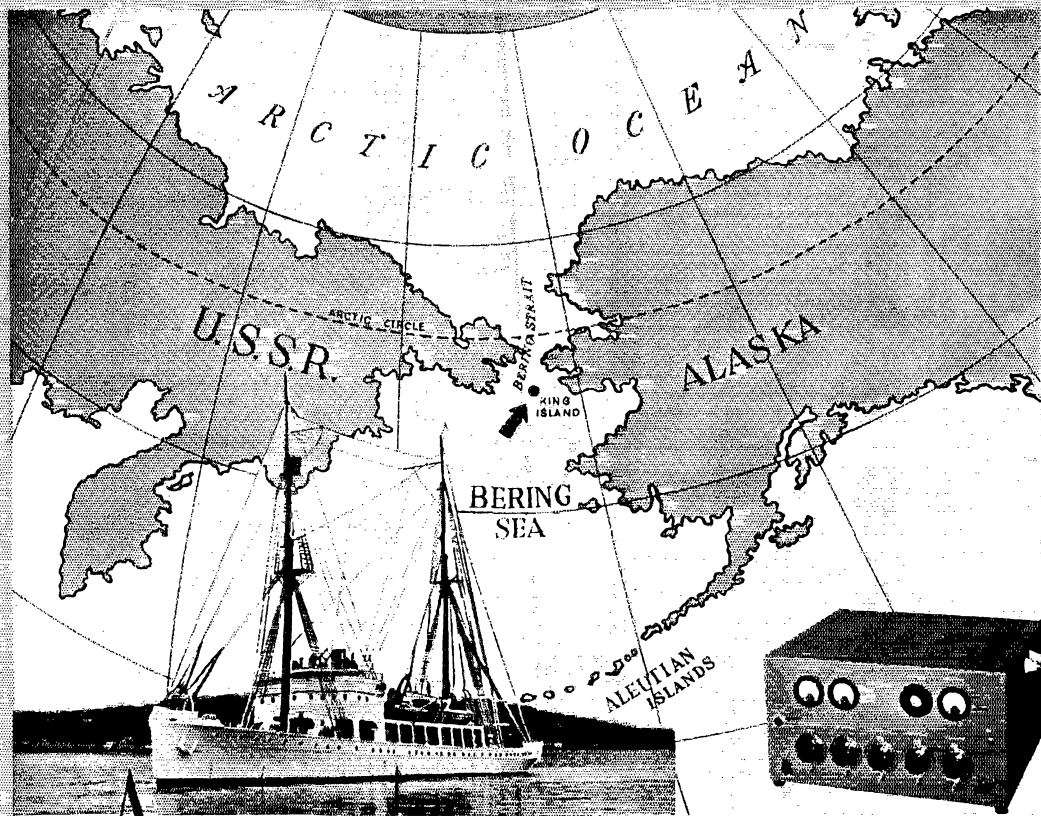 ARCTIC OCEAN
ARCTIC CIRCLE
U.S.S.R.
BERING STRAIT
ALASKA
KING
ISLAND
BERING
SEA
ALEUTIAN
ISLANDS